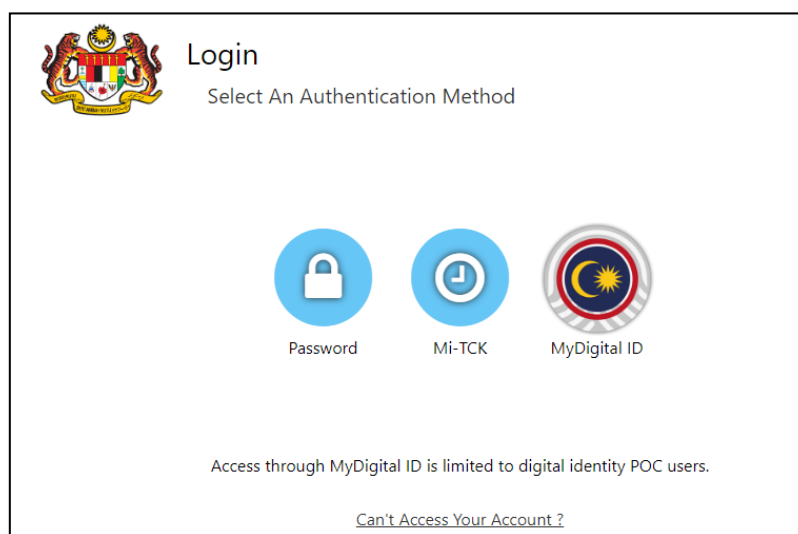 Login
Select An Authentication Method
Password
Mi-TCK
MyDigital ID
Access through MyDigital ID is limited to digital identity POC users.
Can't Access Your Account ?